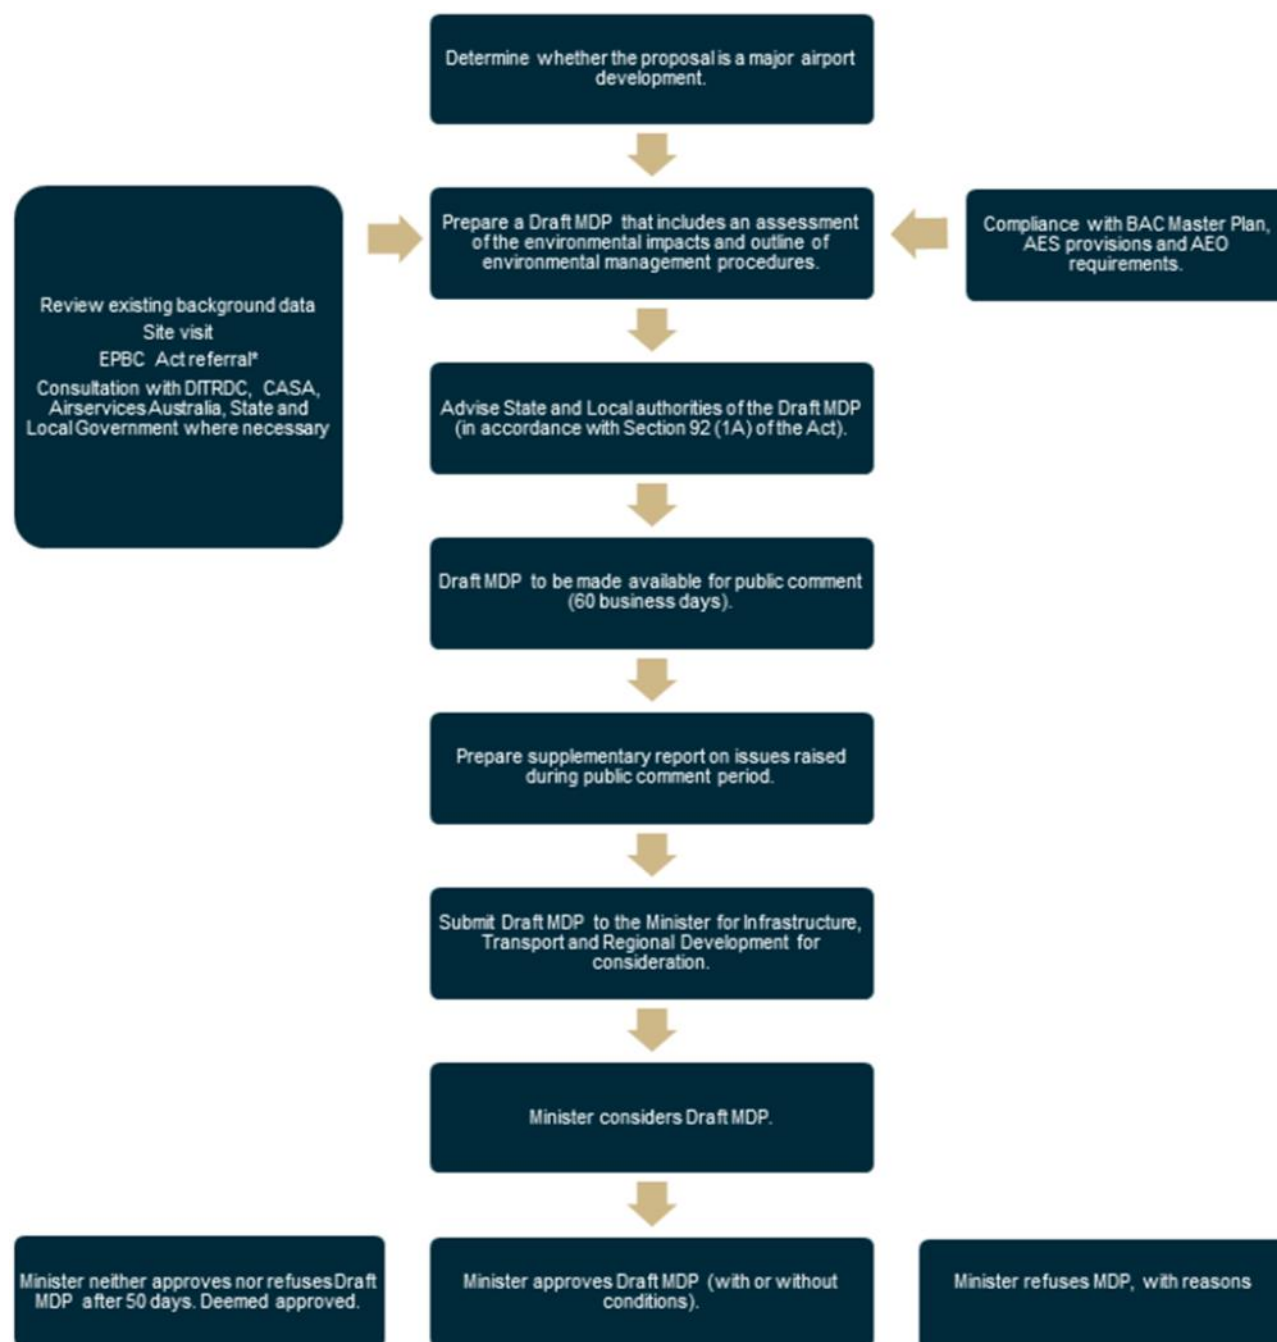 Determine whether the proposal is a major airport
development.
Prepare a Draft MDP that includes an assessment
of the environmental impacts and outline of
environmental management procedures.
Compliance with BAC Master Plan,
AES provisions and AEO
requirements.
Review existing background data
Site visit
EPBC Act referral*
Consultation with DITRDC, CASA,
Airservices Australia, State and
Local Government where necessary
Advise State and Local authorities of the Draft MDP
(in accordance with Section 92 (1A) of the Act).
Draft MDP to be made available for public comment
(60 business days).
Prepare supplementary report on issues raised
during public comment period.
Submit Draft MDP to the Minister for Infrastructure,
Transport and Regional Development for
consideration.
Minister considers Draft MDP.
Minister neither approves nor refuses Draft
MDP after 50 days. Deemed approved.
Minister approves Draft MDP (with or without
conditions).
Minister refuses MDP, with reasons